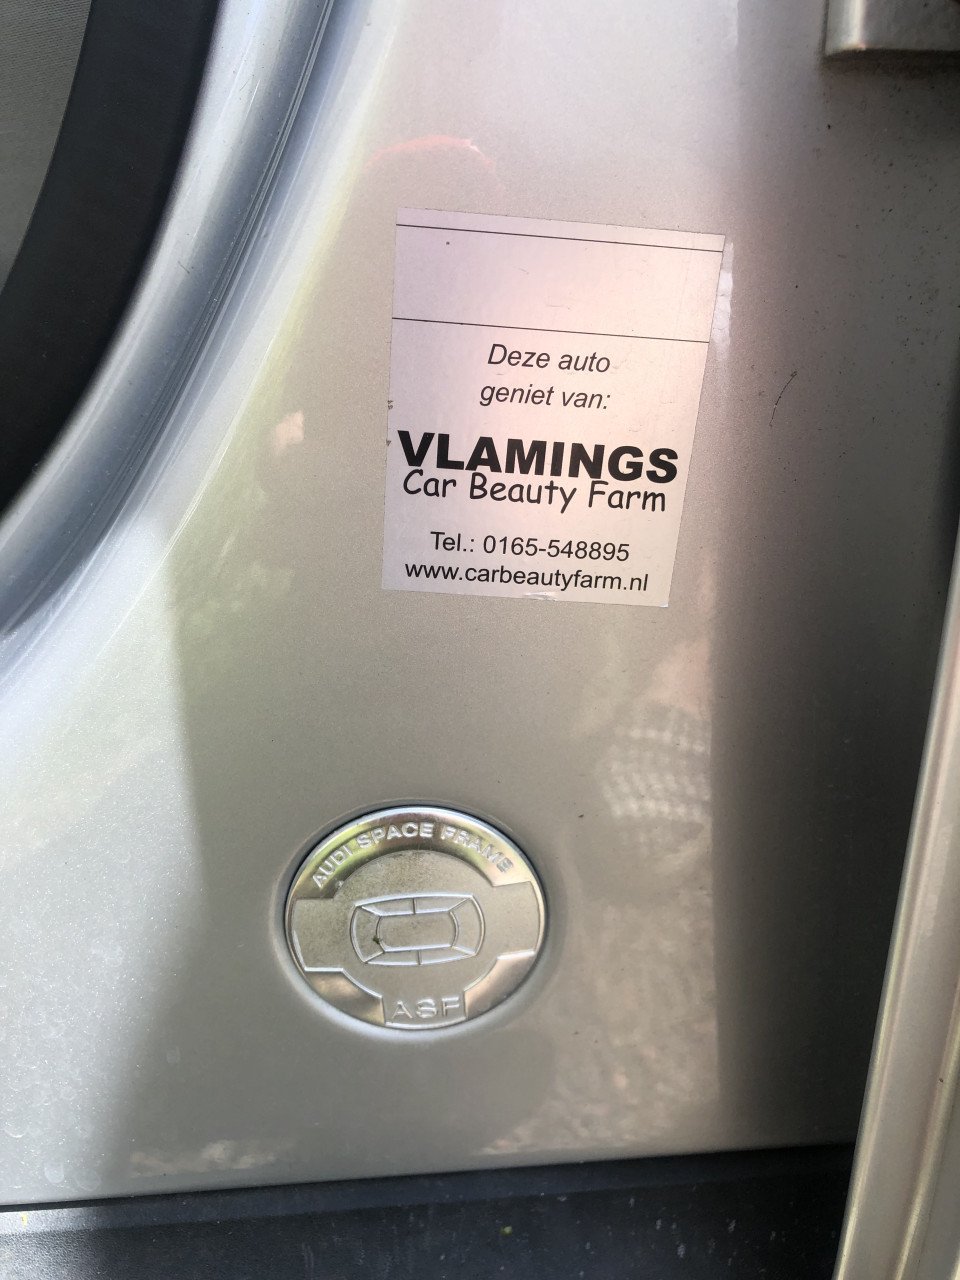 Deze auto
geniet van:
VLAMINGS
Car Beauty Farm
Tel.: 0165-548895
www.carbeautyfarm.nl
AUDI SPACE FRAME
ASF